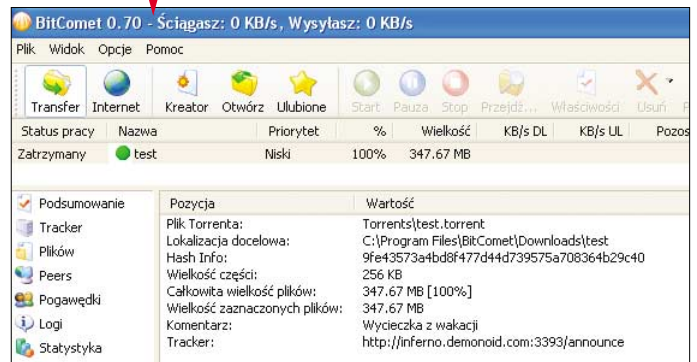 BitComet 0.70 - Ściągasz: 0 KB/s, Wysyłasz: 0 KB/s
Plik Widok Opcje Pomoc
Transfer Internet Kreator Otwórz Ulubione Start Pauza Stop Przejdź... Właściwości Usuń
Status pracy Nazwa Priorytet % Wielkość KB/s DL KB/s UL Pozos
Zatrzymany test Niski 100% 347.67 MB
Podsumowanie
Tracker
Plików
Peers
Pogawędki
Logi
Statystyka
Pozycja Wartość
Plik Torrenta: Torrents\test.torrent
Lokalizacja docelowa: C:\Program Files\BitComet\Downloads\test
Hash Info: 9fe43573a4bd8f477d44d739575a708364b29c40
Wielkość części: 256 KB
Całkowita wielkość plików: 347.67 MB [100%]
Wielkość zaznaczonych plików: 347.67 MB
Komentarz: Wycieczka z wakacji
Tracker: http://inferno.demonoid.com:3393/announce